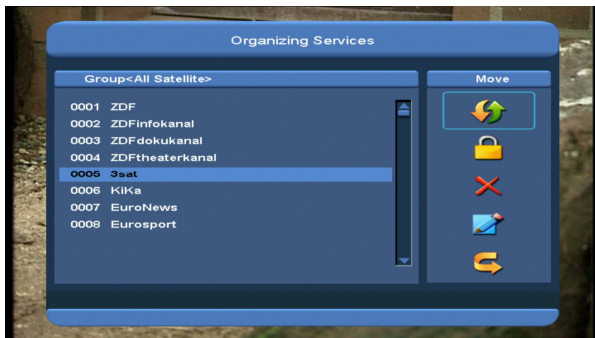 Organizing Services
Group<All Satellite>
Move
0001 ZDF
0002 ZDFinfokanal
0003 ZDFdokukanal
0004 ZDFtheaterkanal
0005 3sat
0006 KiKa
0007 EuroNews
0008 Eurosport